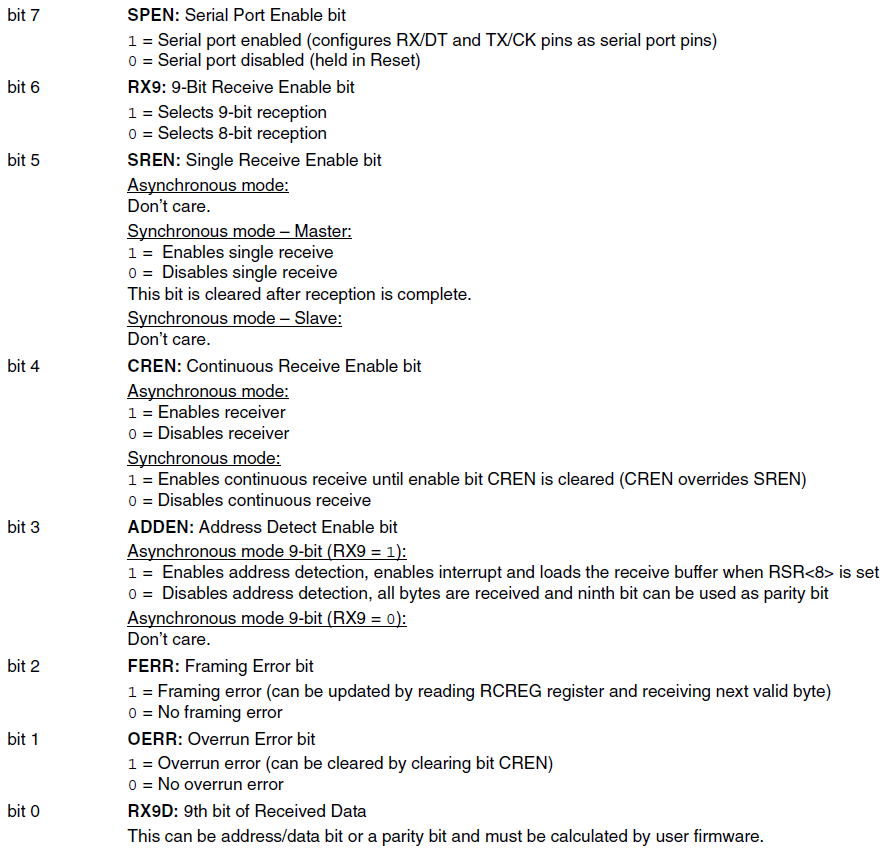 bit 7 SPEN: Serial Port Enable bit
1 = Serial port enabled (configures RX/DT and TX/CK pins as serial port pins)
0 = Serial port disabled (held in Reset)
bit 6 RX9: 9-Bit Receive Enable bit
1 = Selects 9-bit reception
0 = Selects 8-bit reception
bit 5 SREN: Single Receive Enable bit
Asynchronous mode:
Don't care.
Synchronous mode – Master:
1 = Enables single receive
0 = Disables single receive
This bit is cleared after reception is complete.
Synchronous mode – Slave:
Don't care.
bit 4 CREN: Continuous Receive Enable bit
Asynchronous mode:
1 = Enables receiver
0 = Disables receiver
Synchronous mode:
1 = Enables continuous receive until enable bit CREN is cleared (CREN overrides SREN)
0 = Disables continuous receive
bit 3 ADDEN: Address Detect Enable bit
Asynchronous mode 9-bit (RX9 = 1):
1 = Enables address detection, enables interrupt and loads the receive buffer when RSR<8> is set
0 = Disables address detection, all bytes are received and ninth bit can be used as parity bit
Asynchronous mode 9-bit (RX9 = 0):
Don't care.
bit 2 FERR: Framing Error bit
1 = Framing error (can be updated by reading RCREG register and receiving next valid byte)
0 = No framing error
bit 1 OERR: Overrun Error bit
1 = Overrun error (can be cleared by clearing bit CREN)
0 = No overrun error
bit 0 RX9D: 9th bit of Received Data
This can be address/data bit or a parity bit and must be calculated by user firmware.